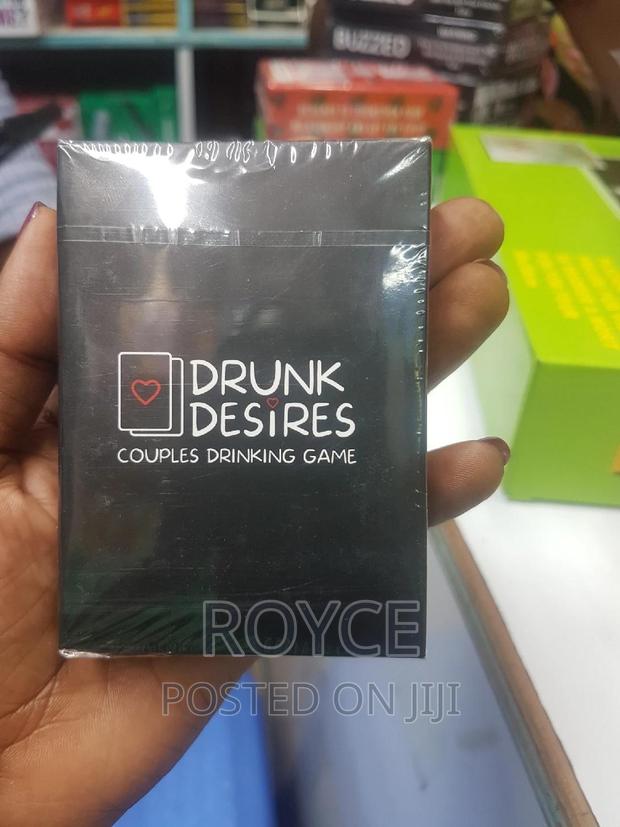 BUZZED
DRUNK
DESIRES
COUPLES DRINKING GAME
ROYCE
POSTED ON JIJI